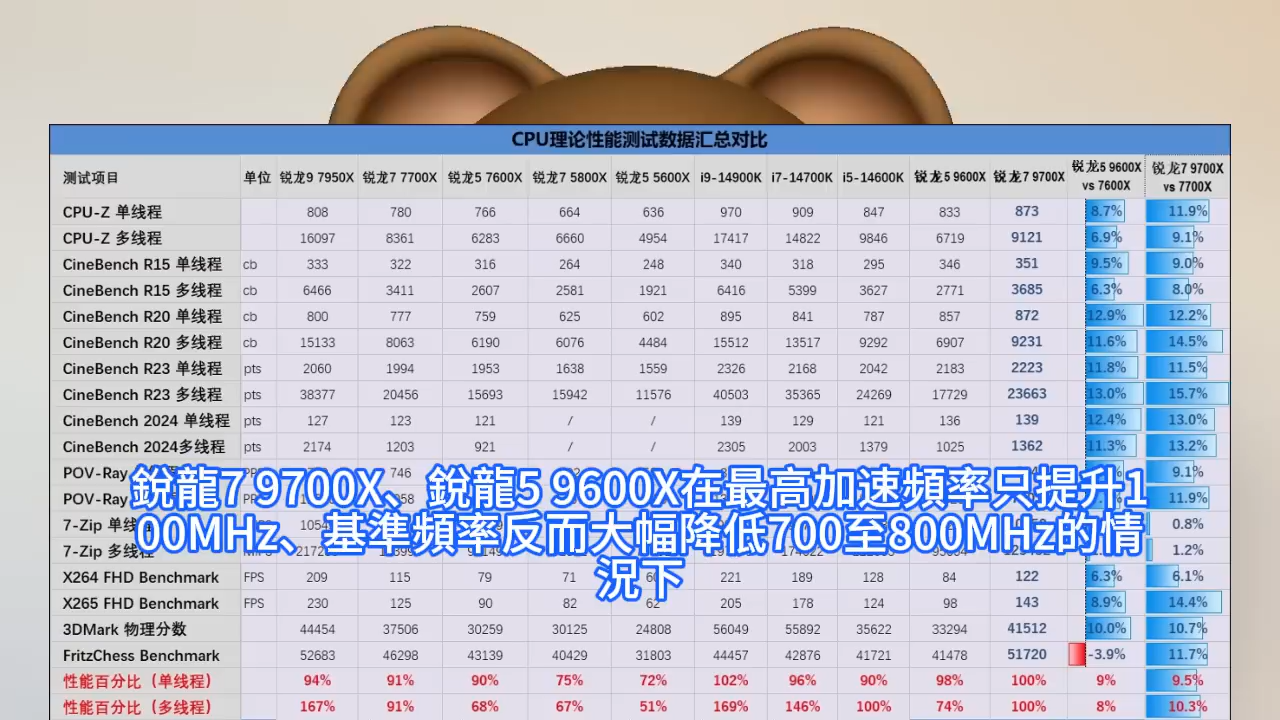 CPU理论性能测试数据汇总对比
测试项目 单位 锐龙9 7950X 锐龙7 7700X 锐龙5 7600X 锐龙7 5800X 锐龙5 5600X i9-14900K i7-14700K i5-14600K 锐龙5 9600X 锐龙7 9700X 锐龙5 9600X vs 7600X 锐龙7 9700X vs 7700X
CPU-Z 单线程 808 780 766 664 636 970 909 847 833 873 8.7% 11.9%
CPU-Z 多线程 16097 8361 6283 6660 4954 17417 14822 9846 6719 9121 6.9% 9.1%
CineBench R15 单线程 cb 333 322 316 264 248 340 318 295 346 351 9.5% 9.0%
CineBench R15 多线程 cb 6466 3411 2607 2581 1921 6416 5399 3627 2771 3685 6.3% 8.0%
CineBench R20 单线程 cb 800 777 759 625 602 895 841 787 857 872 12.9% 12.2%
CineBench R20 多线程 cb 15133 8063 6190 6076 4484 15512 13517 9292 6907 9231 11.6% 14.5%
CineBench R23 单线程 pts 2060 1994 1953 1638 1559 2326 2168 2042 2183 2223 11.8% 11.5%
CineBench R23 多线程 pts 38377 20456 15693 15942 11576 40505 35365 24269 17729 23663 13.0% 15.7%
CineBench 2024 单线程 pts 127 123 121 / / 139 129 121 136 139 12.4% 13.0%
CineBench 2024多线程 pts 2174 1203 921 / / 2305 2003 1379 1025 1362 11.3% 13.2%
POV-Ray 746 9.1%
POV-Ray 11.9%
銳龍7 9700X、銳龍5 9600X在最高加速頻率只提升1
00MHz、基準頻率反而大幅降低700至800MHz的情
況下
7-Zip 单线程 0.8%
7-Zip 多线程 1.2%
X264 FHD Benchmark FPS 209 115 79 71 221 189 128 84 122 6.3% 6.1%
X265 FHD Benchmark FPS 230 125 90 82 62 205 178 124 98 143 8.9% 14.4%
3DMark 物理分数 44454 37506 30259 30125 24808 56049 55892 35622 33294 41512 10.0% 10.7%
FritzChess Benchmark 52683 46298 43139 40429 31803 44457 42876 41721 41478 51720 -3.9% 11.7%
性能百分比（单线程） 94% 91% 90% 75% 72% 102% 96% 90% 98% 100% 9% 9.5%
性能百分比（多线程） 167% 91% 68% 67% 51% 169% 146% 100% 74% 100% 8% 10.3%